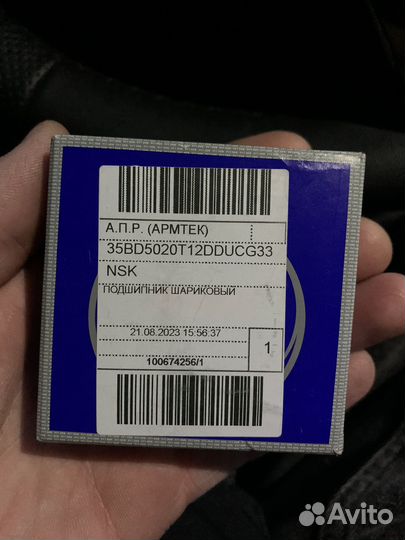 А.П.Р. (АРМТЕК)
35BD5020T12DDUCG33
NSK
ПОДШИПНИК ШАРИКОВЫЙ
21.08.2023 15:56:37
1
100674256/1
Avito